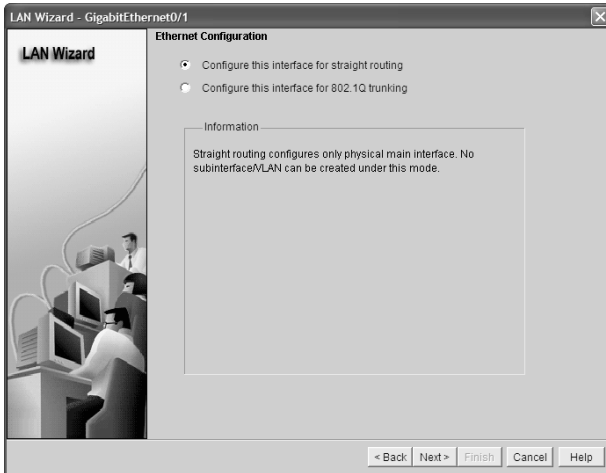 LAN Wizard - GigabitEthernet0/1
LAN Wizard
Ethernet Configuration
Configure this interface for straight routing
Configure this interface for 802.1Q trunking
Information
Straight routing configures only physical main interface. No
subinterface/VLAN can be created under this mode.
< Back Next > Finish Cancel Help